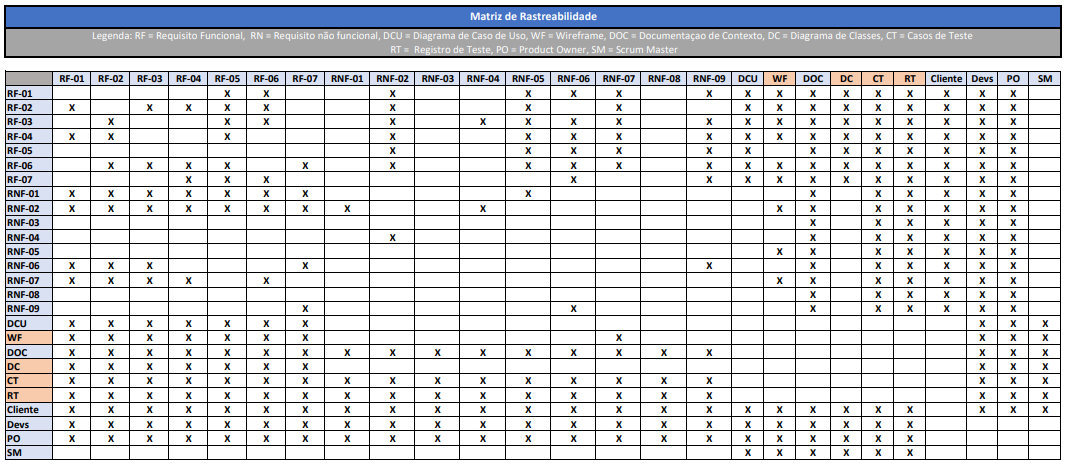 Matriz de Rastreabilidade
Legenda: RF = Requisito Funcional, RN = Requisito não funcional, DCU = Diagrama de Caso de Uso, WF = Wireframe, DOC = Documentaçao de Contexto, DC = Diagrama de Classes, CT = Casos de Teste
RT = Registro de Teste, PO = Product Owner, SM = Scrum Master
RF-01 RF-02 RF-03 RF-04 RF-05 RF-06 RF-07 RNF-01 RNF-02 RNF-03 RNF-04 RNF-05 RNF-06 RNF-07 RNF-08 RNF-09 DCU WF DOC DC CT RT Cliente Devs PO SM
RF-01 X X X X X X X X X X X X X X X X
RF-02 X X X X X X X X X X X X X X X X X
RF-03 X X X X X X X X X X X X X X X X X X
RF-04 X X X X X X X X X X X X X X X X X
RF-05 X X X X X X X X X X X X X
RF-06 X X X X X X X X X X X X X X X X X X X
RF-07 X X X X X X X X X X X X X X
RNF-01 X X X X X X X X X X X X X X
RNF-02 X X X X X X X X X X X X X X X X
RNF-03 X X X X X X
RNF-04 X X X X X X X
RNF-05 X X X X X X X
RNF-06 X X X X X X X X X X X
RNF-07 X X X X X X X X X X X X
RNF-08 X X X X X X
RNF-09 X X X X X X X X
DCU X X X X X X X X X X
WF X X X X X X X X X X X
DOC X X X X X X X X X X X X X X X X X X X
DC X X X X X X X X X X
CT X X X X X X X X X X X X X X X X X X X
RT X X X X X X X X X X X X X X X X X X X
Cliente X X X X X X X X X X X X X X X X X X X X X X X X X
Devs X X X X X X X X X X X X X X X X X X X X X X
PO X X X X X X X X X X X X X X X X X X X X X X
SM X X X X X X